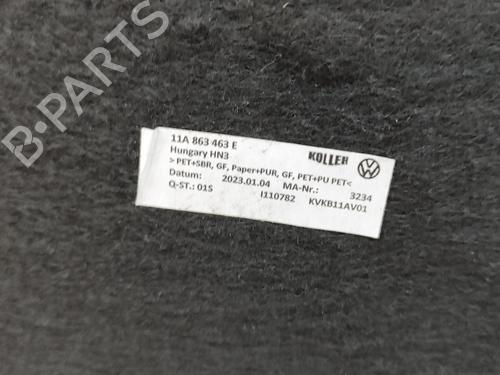 11A 863 463 E KOLLER
Hungary HN3
> PET+SBR, GF, Paper+PUR, GF, PET+PU PET<
Datum: 2023.01.04 MA-Nr.: 3234
Q-ST.: 01S I110782 KVKB11AV01
B-PARTS